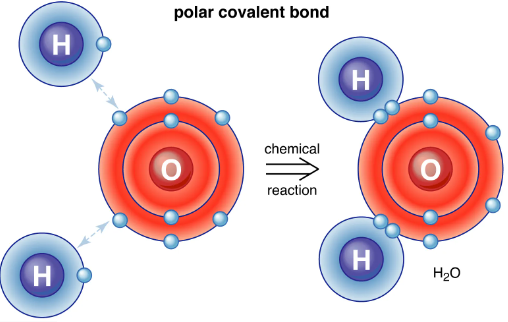 polar covalent bond
H
H
O
chemical
reaction
H
O
H
H₂O